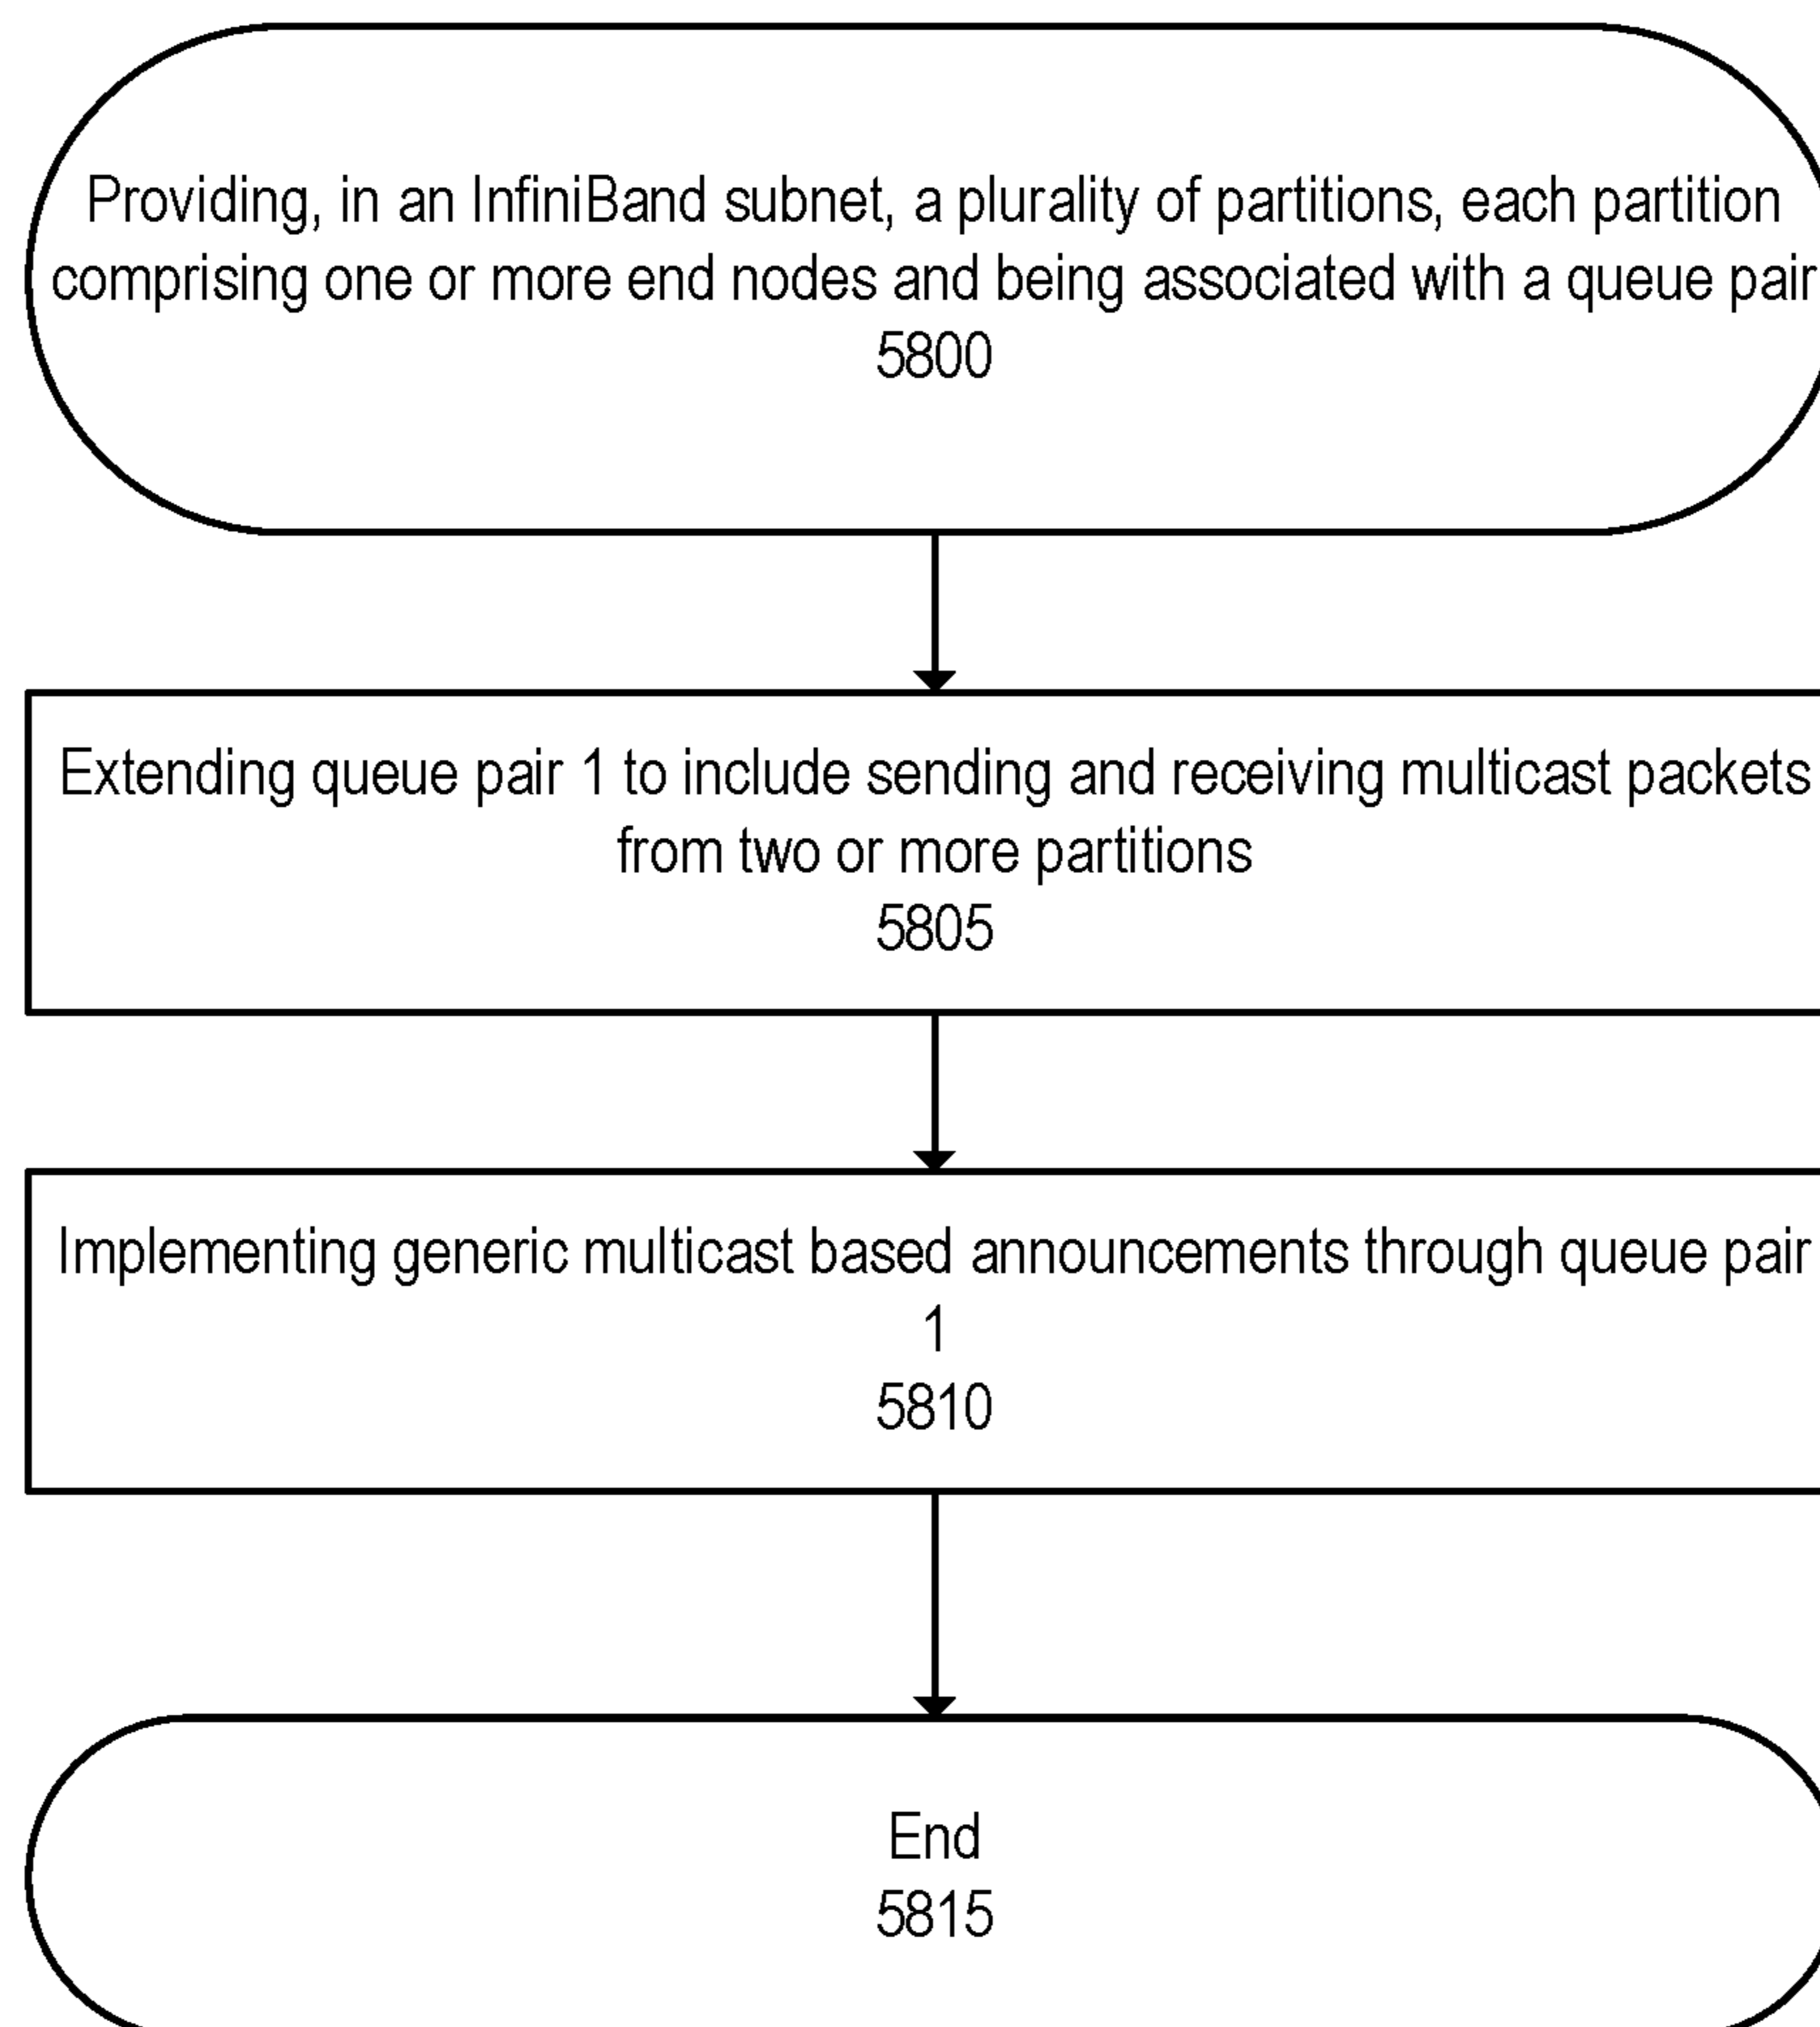 Providing, in an InfiniBand subnet, a plurality of partitions, each partition
comprising one or more end nodes and being associated with a queue pair
5800
Extending queue pair 1 to include sending and receiving multicast packets
from two or more partitions
5805
Implementing generic multicast based announcements through queue pair
1
5810
End
5815